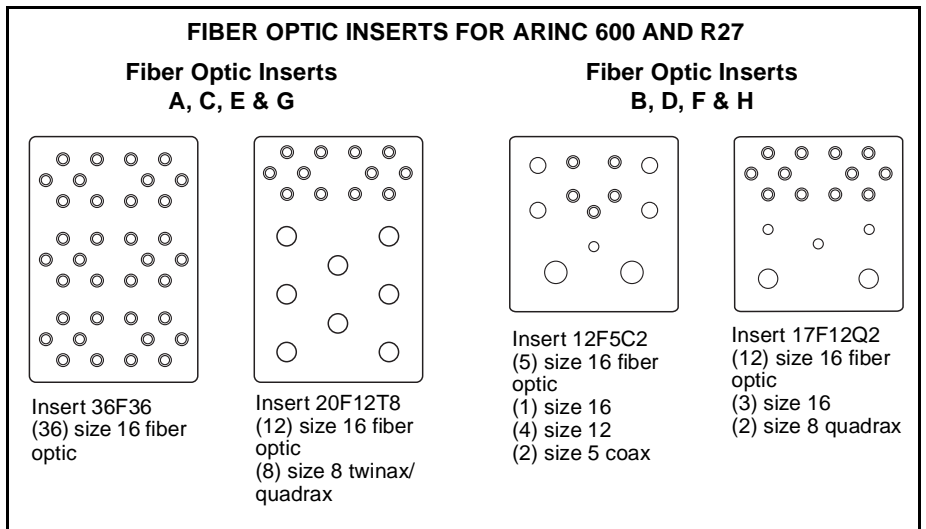 FIBER OPTIC INSERTS FOR ARINC 600 AND R27
Fiber Optic Inserts
A, C, E & G
Fiber Optic Inserts
B, D, F & H
Insert 36F36
(36) size 16 fiber
optic
Insert 20F12T8
(12) size 16 fiber
optic
(8) size 8 twinax/
quadrax
Insert 12F5C2
(5) size 16 fiber
optic
(1) size 16
(4) size 12
(2) size 5 coax
Insert 17F12Q2
(12) size 16 fiber
optic
(3) size 16
(2) size 8 quadrax